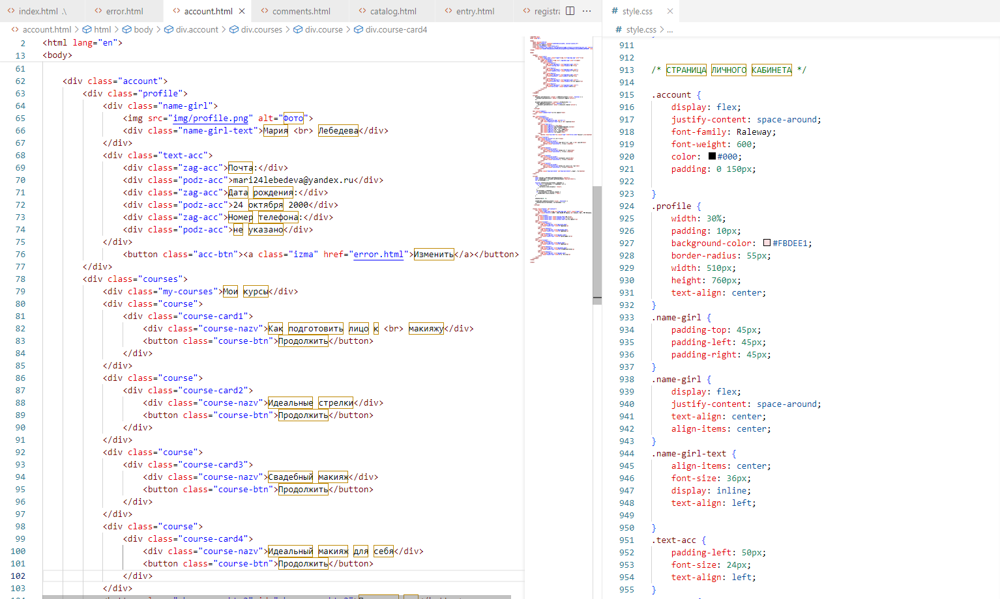 index.html .\ error.html account.html comments.html catalog.html entry.html registra
account.html > html > body > div.account > div.courses > div.course > div.course-card4
2 <html lang="en">
13 <body>
61
62 <div class="account">
63 <div class="profile">
64 <div class="name-girl">
65 <img src="img/profile.png" alt="Фото">
66 <div class="name-girl-text">Мария <br> Лебедева</div>
67 </div>
68 <div class="text-acc">
69 <div class="zag-acc">Почта:</div>
70 <div class="podz-acc">mari24lebedeva@yandex.ru</div>
71 <div class="zag-acc">Дата рождения:</div>
72 <div class="podz-acc">24 октября 2000</div>
73 <div class="zag-acc">Номер телефона:</div>
74 <div class="podz-acc">не указано</div>
75 </div>
76 <button class="acc-btn"><a class="izma" href="error.html">Изменить</a></button>
77 </div>
78 <div class="courses">
79 <div class="my-courses">Мои курсы</div>
80 <div class="course">
81 <div class="course-card1">
82 <div class="course-nazv">Как подготовить лицо к <br> макияжу</div>
83 <button class="course-btn">Продолжить</button>
84 </div>
85 </div>
86 <div class="course">
87 <div class="course-card2">
88 <div class="course-nazv">Идеальные стрелки</div>
89 <button class="course-btn">Продолжить</button>
90 </div>
91 </div>
92 <div class="course">
93 <div class="course-card3">
94 <div class="course-nazv">Свадебный макияж</div>
95 <button class="course-btn">Продолжить</button>
96 </div>
97 </div>
98 <div class="course">
99 <div class="course-card4">
100 <div class="course-nazv">Идеальный макияж для себя</div>
101 <button class="course-btn">Продолжить</button>
102 </div>
103 </div>
# style.css
# style.css > ...
911
912
913 /* СТРАНИЦА ЛИЧНОГО КАБИНЕТА */
914
915 .account {
916 display: flex;
917 justify-content: space-around;
918 font-family: Raleway;
919 font-weight: 600;
920 color: #000;
921 padding: 0 150px;
922
923 }
924 .profile {
925 width: 30%;
926 padding: 10px;
927 background-color: #FBDEE1;
928 border-radius: 55px;
929 width: 510px;
930 height: 760px;
931 text-align: center;
932 }
933 .name-girl {
934 padding-top: 45px;
935 padding-left: 45px;
936 padding-right: 45px;
937 }
938 .name-girl {
939 display: flex;
940 justify-content: space-around;
941 text-align: center;
942 align-items: center;
943 }
944 .name-girl-text {
945 align-items: center;
946 font-size: 36px;
947 display: inline;
948 text-align: left;
949
950 }
951 .text-acc {
952 padding-left: 50px;
953 font-size: 24px;
954 text-align: left;
955 }